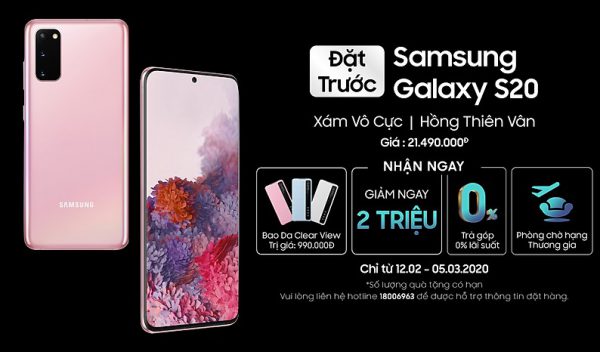 Đặt
Trước
Samsung
Galaxy S20
Xám Vô Cực | Hồng Thiên Vân
Giá : 21.490.000đ
NHẬN NGAY
Bao Da Clear View
Trị giá: 990.000Đ
GIẢM NGAY
2 TRIỆU
0%
Trả góp
0% lãi suất
Phòng chờ hạng
Thương gia
Chỉ từ 12.02 - 05.03.2020
*Số lượng quà tặng có hạn
Vui lòng liên hệ hotline 18006963 để được hỗ trợ thông tin đặt hàng.
SAMSUNG